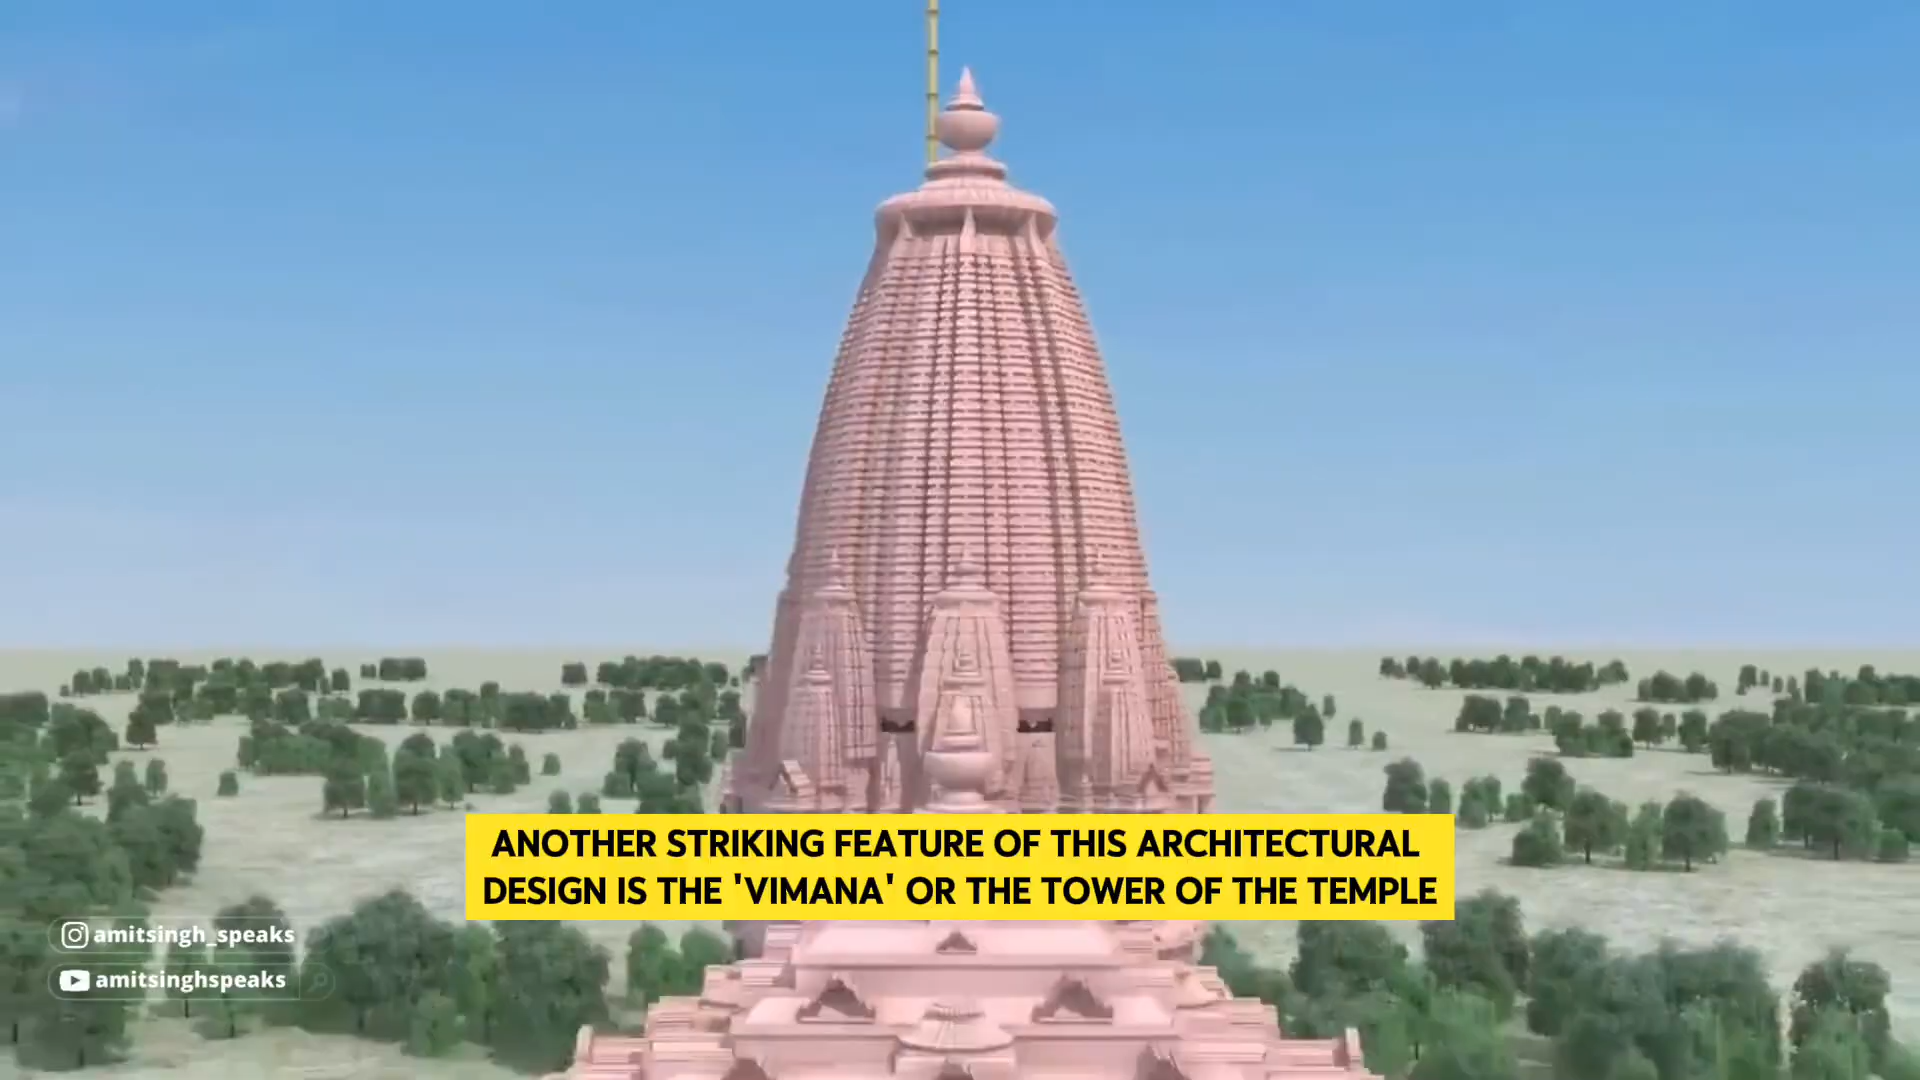 ANOTHER STRIKING FEATURE OF THIS ARCHITECTURAL
DESIGN IS THE 'VIMANA' OR THE TOWER OF THE TEMPLE
amitsingh_speaks
amitsinghspeaks